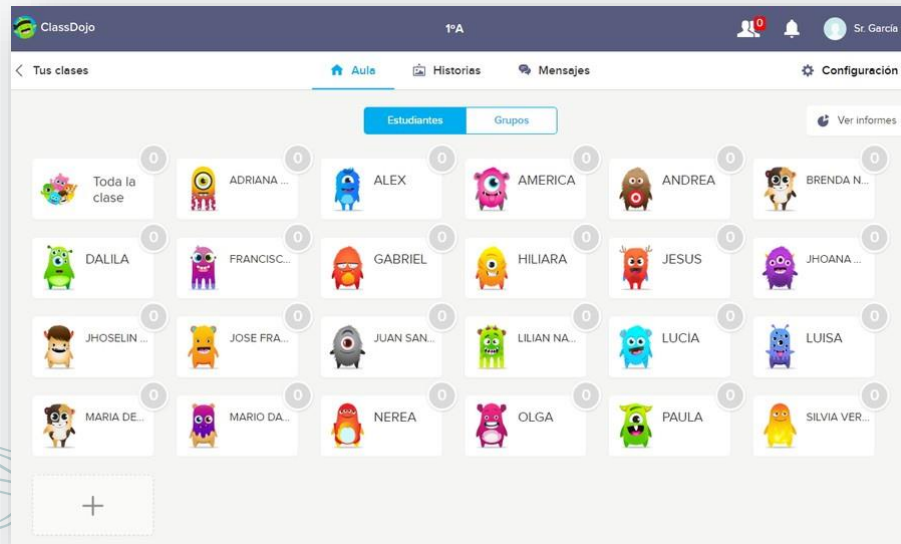 ClassDojo 1ºA 0 Sr. García
Tus clases Aula Historias Mensajes Configuración
Estudiantes Grupos Ver informes
0 0 0 0 0 0
Toda la clase ADRIANA ... ALEX AMERICA ANDREA BRENDA N...
0 0 0 0 0 0
DALILA FRANCISC... GABRIEL HILIARA JESUS JHOANA ...
0 0 0 0 0 0
JHOSELIN ... JOSE FRA... JUAN SAN... LILIAN NA... LUCIA LUISA
0 0 0 0 0 0
MARIA DE... MARIO DA... NEREA OLGA PAULA SILVIA VER...
+